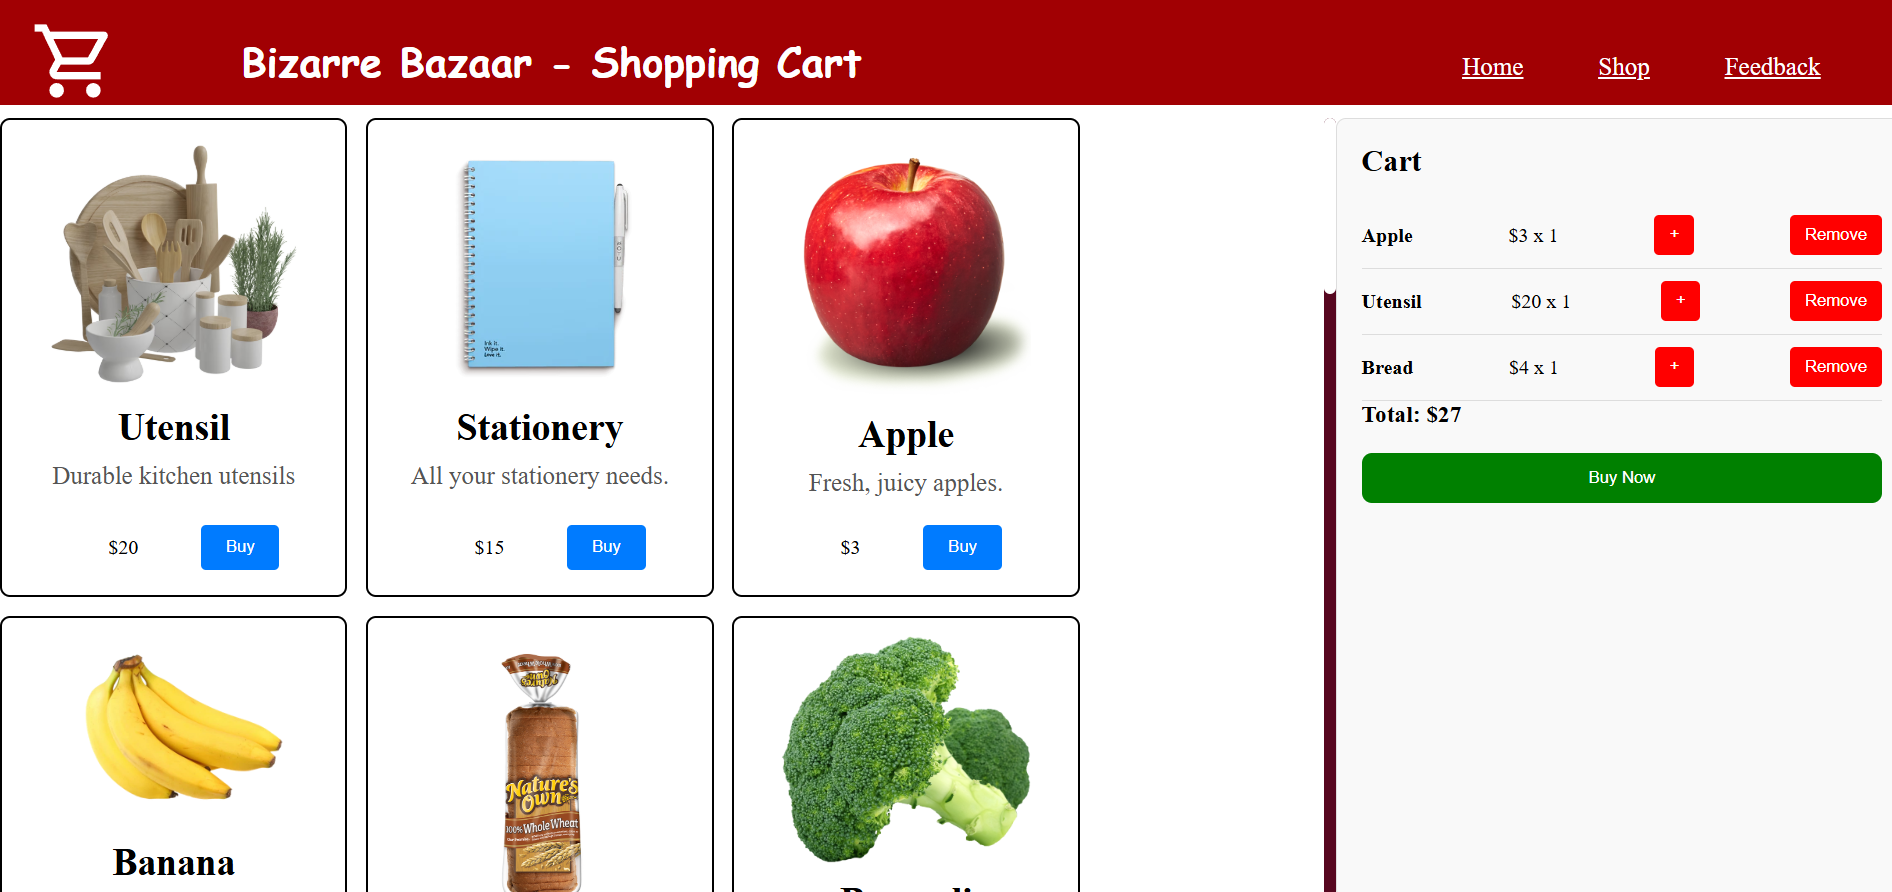 Bizarre Bazaar - Shopping Cart
Home Shop Feedback
Ink it.
Wipe it.
Love it.
Utensil
Durable kitchen utensils
$20 Buy
Stationery
All your stationery needs.
$15 Buy
Apple
Fresh, juicy apples.
$3 Buy
Banana
Nature's
Own
100% Whole Wheat
Cart
Apple $3 x 1 + Remove
Utensil $20 x 1 + Remove
Bread $4 x 1 + Remove
Total: $27
Buy Now